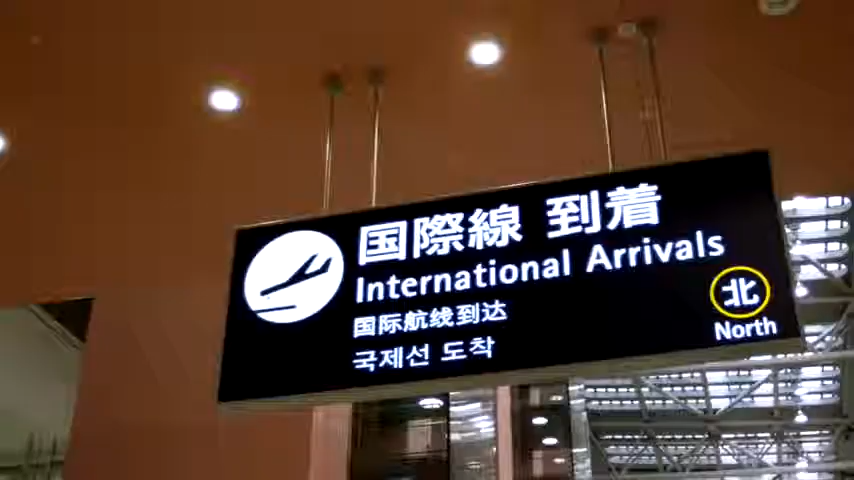 国際線 到着
International Arrivals
国际航线到达
국제선 도착
北
North